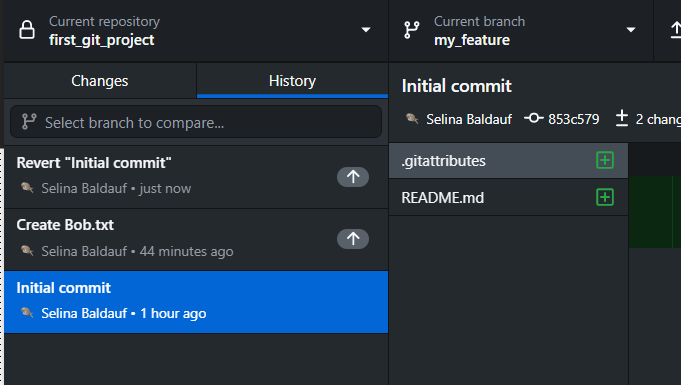 Current repository
first_git_project
Current branch
my_feature
Changes
History
Select branch to compare...
Revert "Initial commit"
Selina Baldauf • just now
Create Bob.txt
Selina Baldauf • 44 minutes ago
Initial commit
Selina Baldauf • 1 hour ago
Initial commit
Selina Baldauf 853c579 2 chang
.gitattributes
README.md